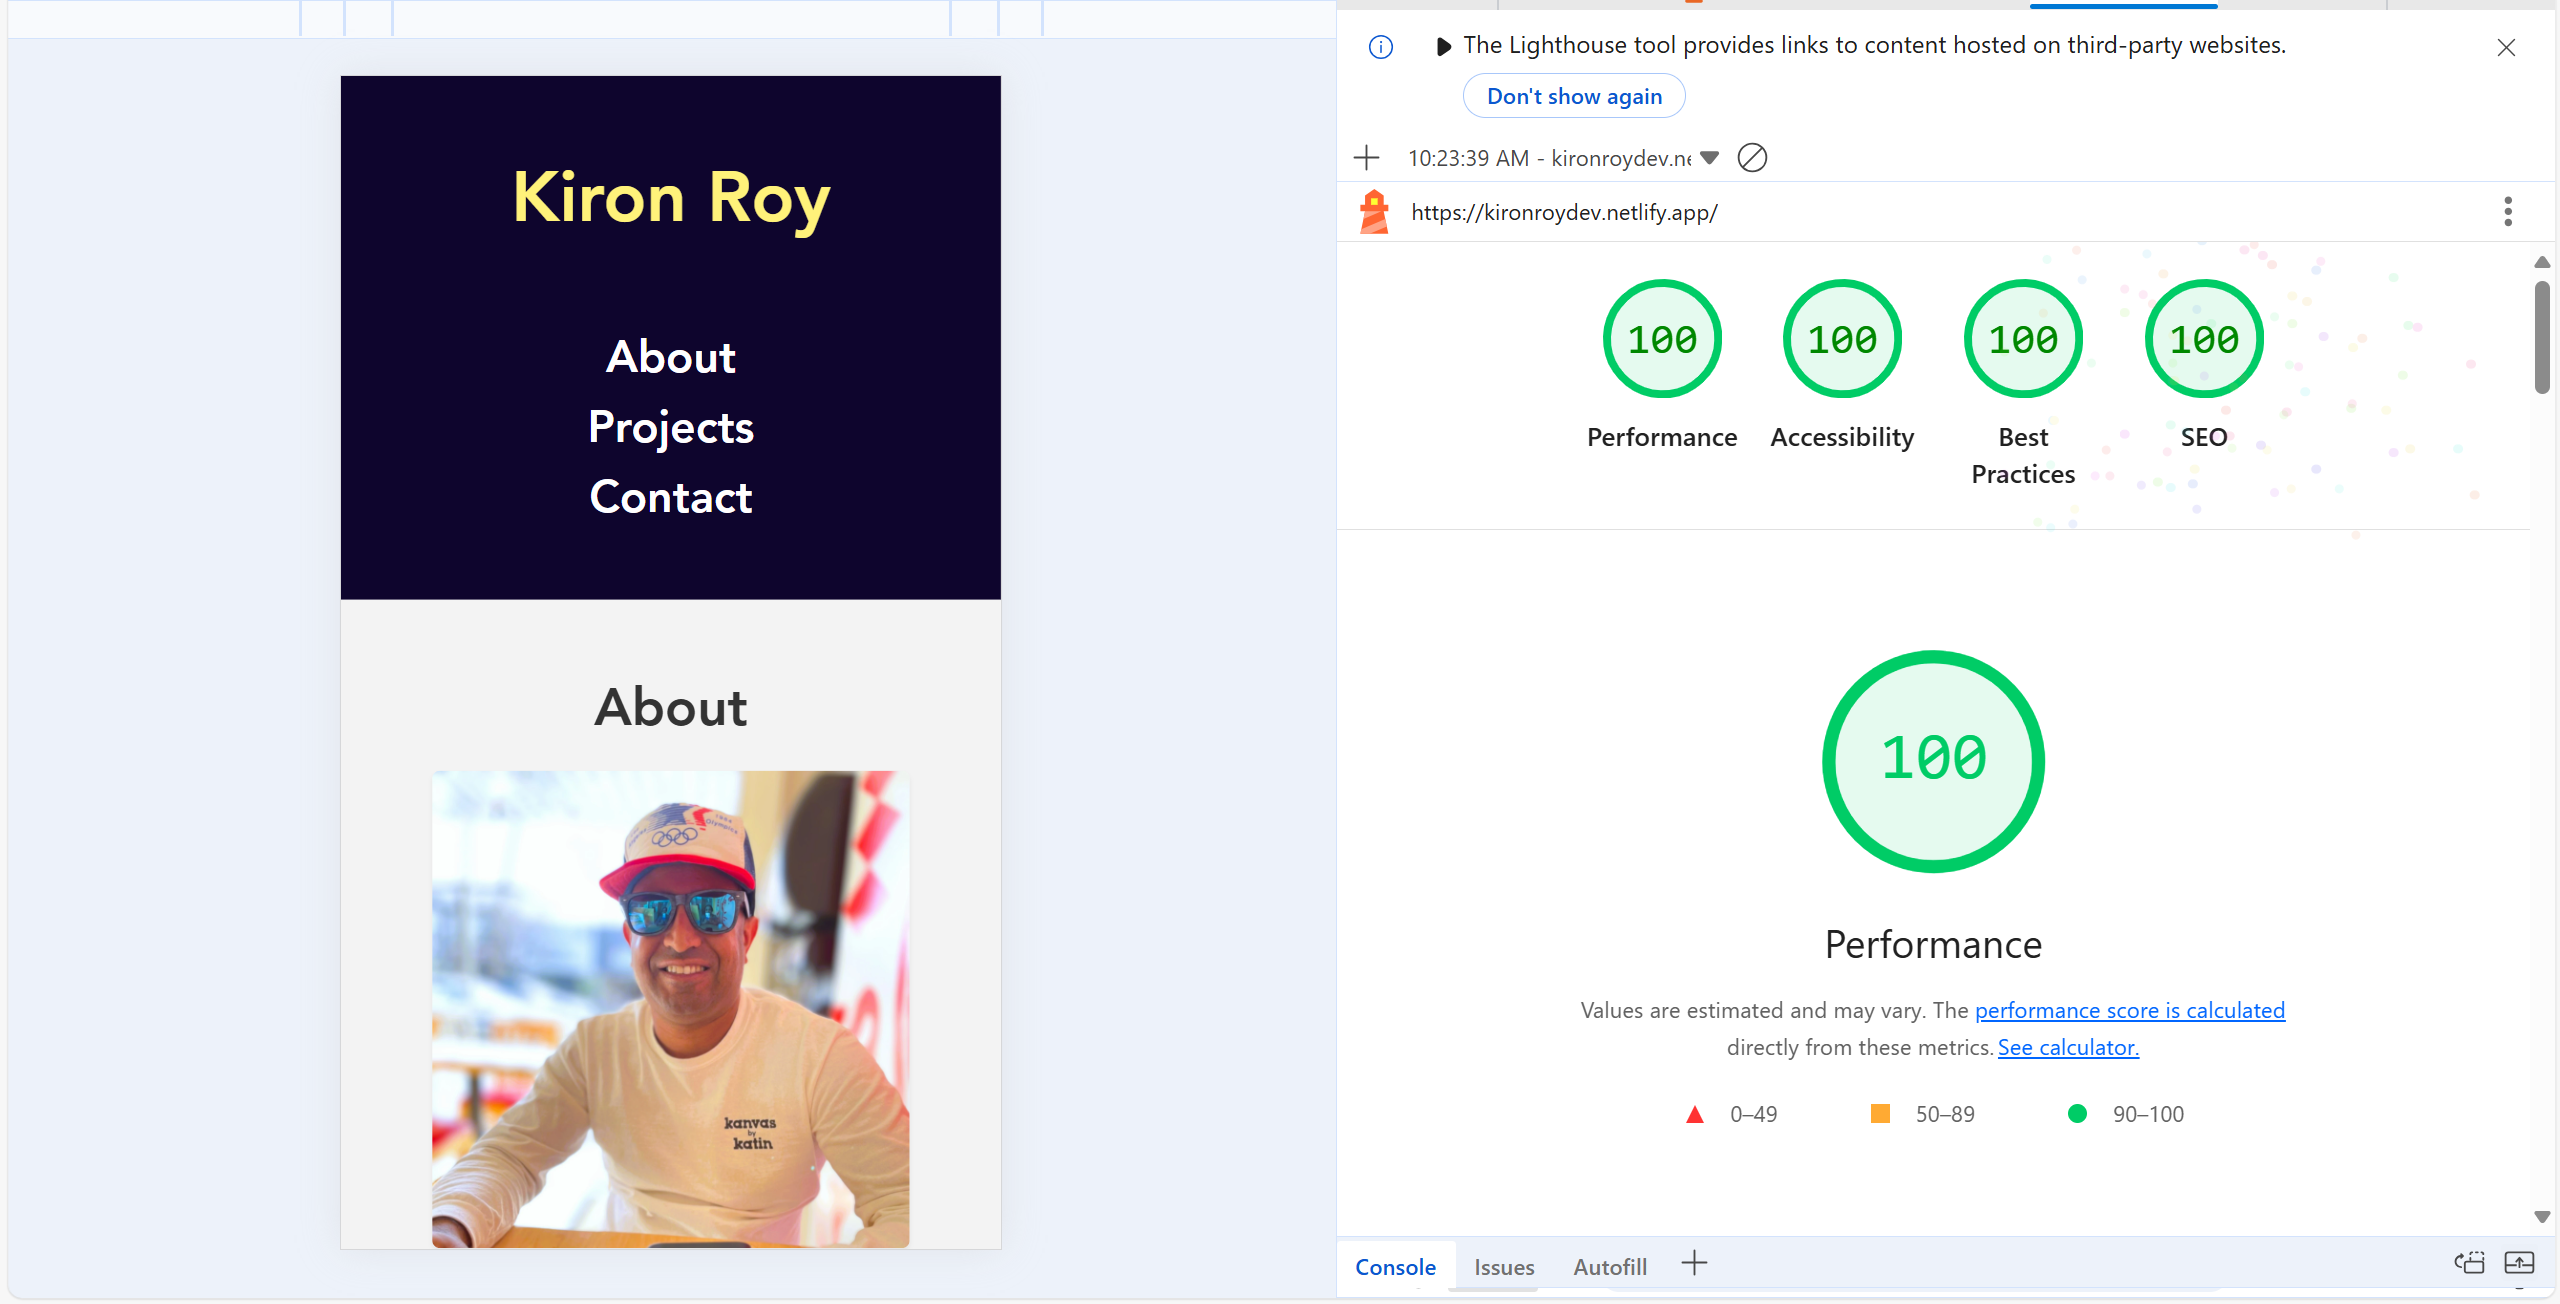 Kiron Roy
About
Projects
Contact
About
kanvas
by
katin
The Lighthouse tool provides links to content hosted on third-party websites.
Don't show again
10:23:39 AM - kironroydev.ne
https://kironroydev.netlify.app/
100 100 100 100
Performance Accessibility Best Practices SEO
100
Performance
Values are estimated and may vary. The performance score is calculated
directly from these metrics. See calculator.
0–49 50–89 90–100
Console Issues Autofill